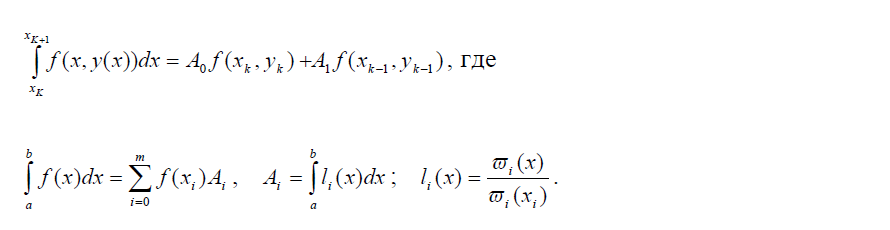 ∫_{x_K}^{x_{K+1}} f(x, y(x))dx = A_0 f(x_k, y_k) + A_1 f(x_{k−1}, y_{k−1}), где
∫_a^b f(x)dx = ∑_{i=0}^m f(x_i)A_i, A_i = ∫_a^b l_i(x)dx; l_i(x) = ϖ_i(x) / ϖ_i(x_i).